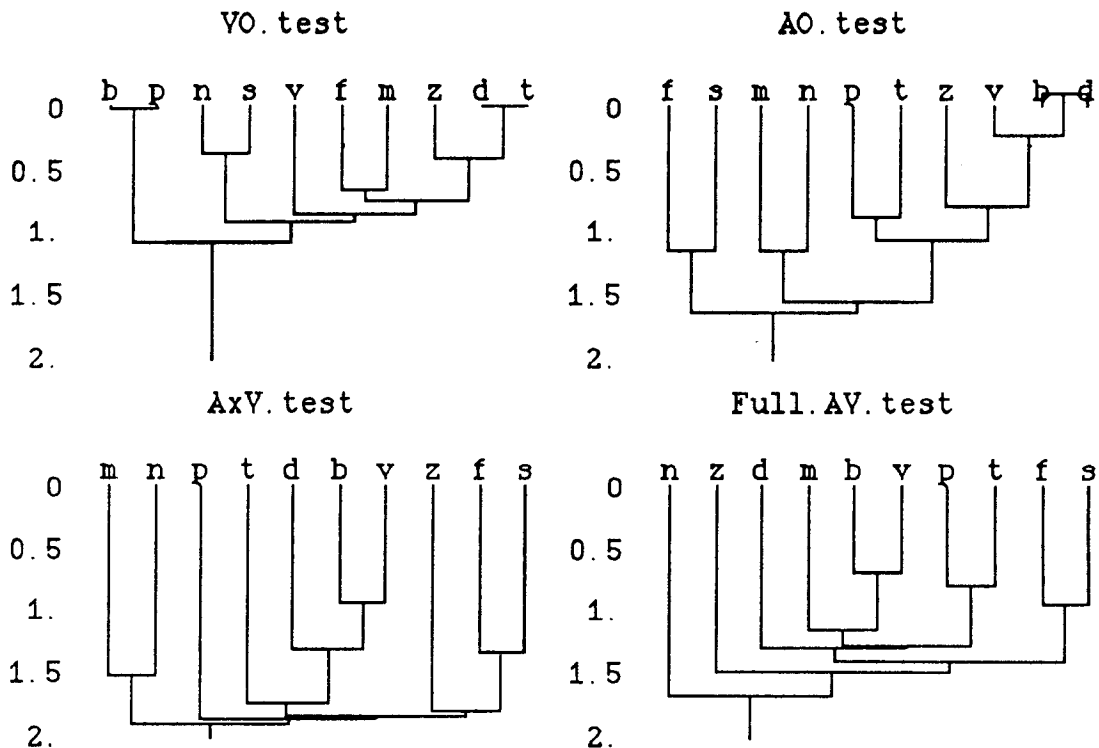 VO.test
b p n s v f m z d t
0
0.5
1.
1.5
2.
AO.test
f s m n p t z v b d
0
0.5
1.
1.5
2.
AxV.test
m n p t d b v z f s
0
0.5
1.
1.5
2.
Full.AV.test
n z d m b v p t f s
0
0.5
1.
1.5
2.